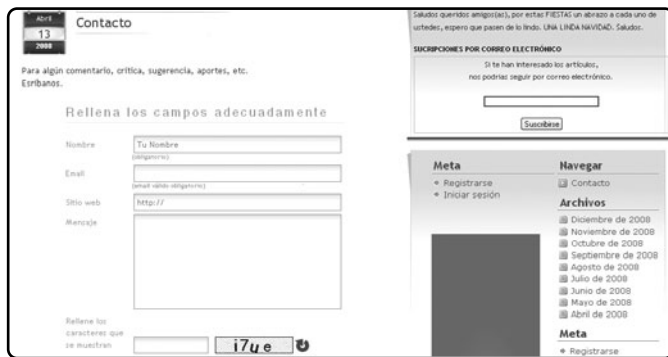 Abril
13
2008
Contacto
Para algún comentario, crítica, sugerencia, aportes, etc.
Esríbanos.
Rellena los campos adecuadamente
Nombre
Tu Nombre
(obligatorio)
Email
(email válido obligatorio)
Sitio web
http://
Mensaje
Rellene los
caracteres que
se muestran
i7ue
Saludos queridos amigos(as), por estas FIESTAS un abrazo a cada uno de
ustedes, espero que pasen de lo lindo. UNA LINDA NAVIDAD. Saludos.
SUCRIPCIONES POR CORREO ELECTRÓNICO
Si te han interesado los artículos,
nos podrías seguir por correo electrónico.
Suscribirse
Meta
Registrarse
Iniciar sesión
Navegar
Contacto
Archivos
Diciembre de 2008
Noviembre de 2008
Octubre de 2008
Septiembre de 2008
Agosto de 2008
Julio de 2008
Junio de 2008
Mayo de 2008
Abril de 2008
Meta
Registrarse